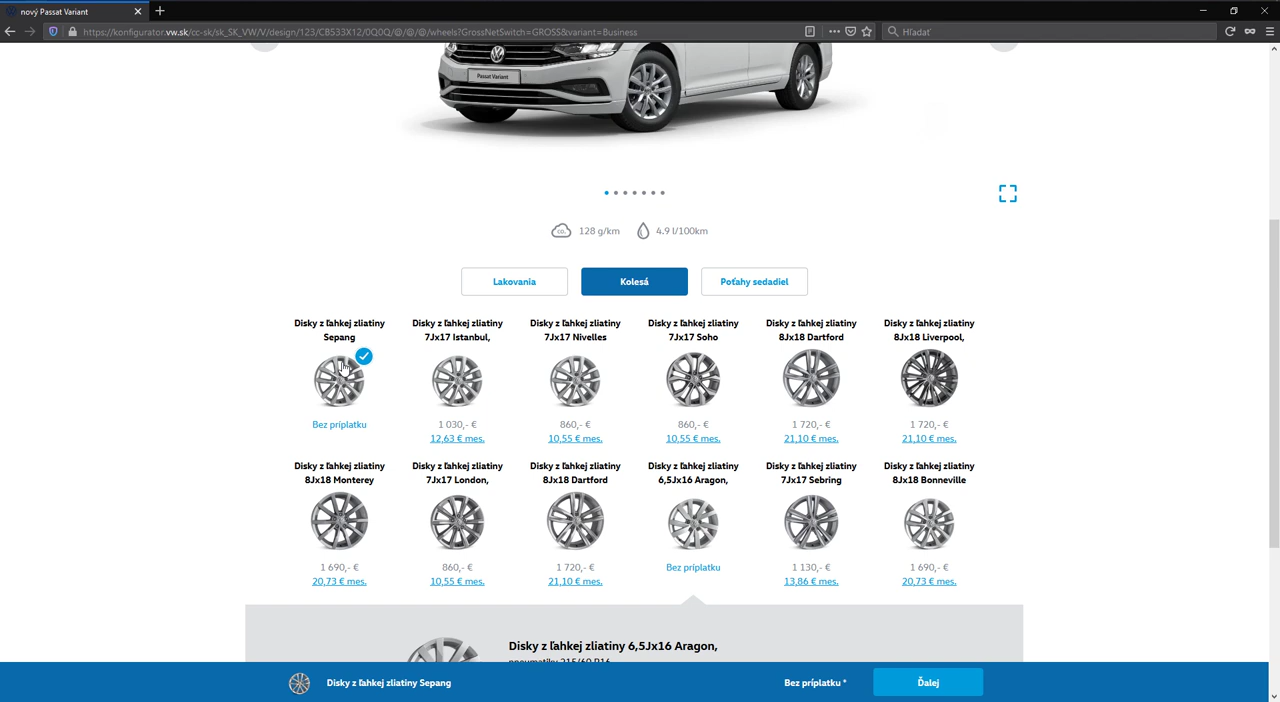 nový Passat Variant
https://konfigurator.vw.sk/cc-sk/sk_SK_VW/V/design/123/CB533X12/0Q0Q/@/@/@/wheels?GrossNetSwitch=GROSS&variant=Business
Hľadať
Passat Variant
128 g/km
4.9 l/100km
Lakovania
Kolesá
Poťahy sedadiel
Disky z ľahkej zliatiny Sepang
Bez príplatku
Disky z ľahkej zliatiny 7Jx17 Istanbul,
1 030,- €
12,63 € mes.
Disky z ľahkej zliatiny 7Jx17 Nivelles
860,- €
10,55 € mes.
Disky z ľahkej zliatiny 7Jx17 Soho
860,- €
10,55 € mes.
Disky z ľahkej zliatiny 8Jx18 Dartford
1 720,- €
21,10 € mes.
Disky z ľahkej zliatiny 8Jx18 Liverpool,
1 720,- €
21,10 € mes.
Disky z ľahkej zliatiny 8Jx18 Monterey
1 690,- €
20,73 € mes.
Disky z ľahkej zliatiny 7Jx17 London,
860,- €
10,55 € mes.
Disky z ľahkej zliatiny 8Jx18 Dartford
1 720,- €
21,10 € mes.
Disky z ľahkej zliatiny 6,5Jx16 Aragon,
Bez príplatku
Disky z ľahkej zliatiny 7Jx17 Sebring
1 130,- €
13,86 € mes.
Disky z ľahkej zliatiny 8Jx18 Bonneville
1 690,- €
20,73 € mes.
Disky z ľahkej zliatiny 6,5Jx16 Aragon,
pneumatiky 215/60 R16
Disky z ľahkej zliatiny Sepang
Bez príplatku *
Ďalej